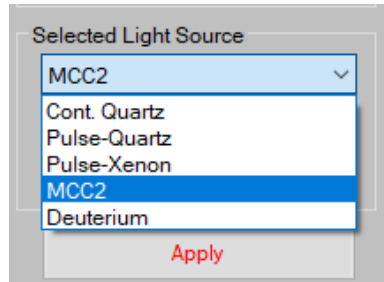 Selected Light Source
MCC2
Cont. Quartz
Pulse-Quartz
Pulse-Xenon
MCC2
Deuterium
Apply